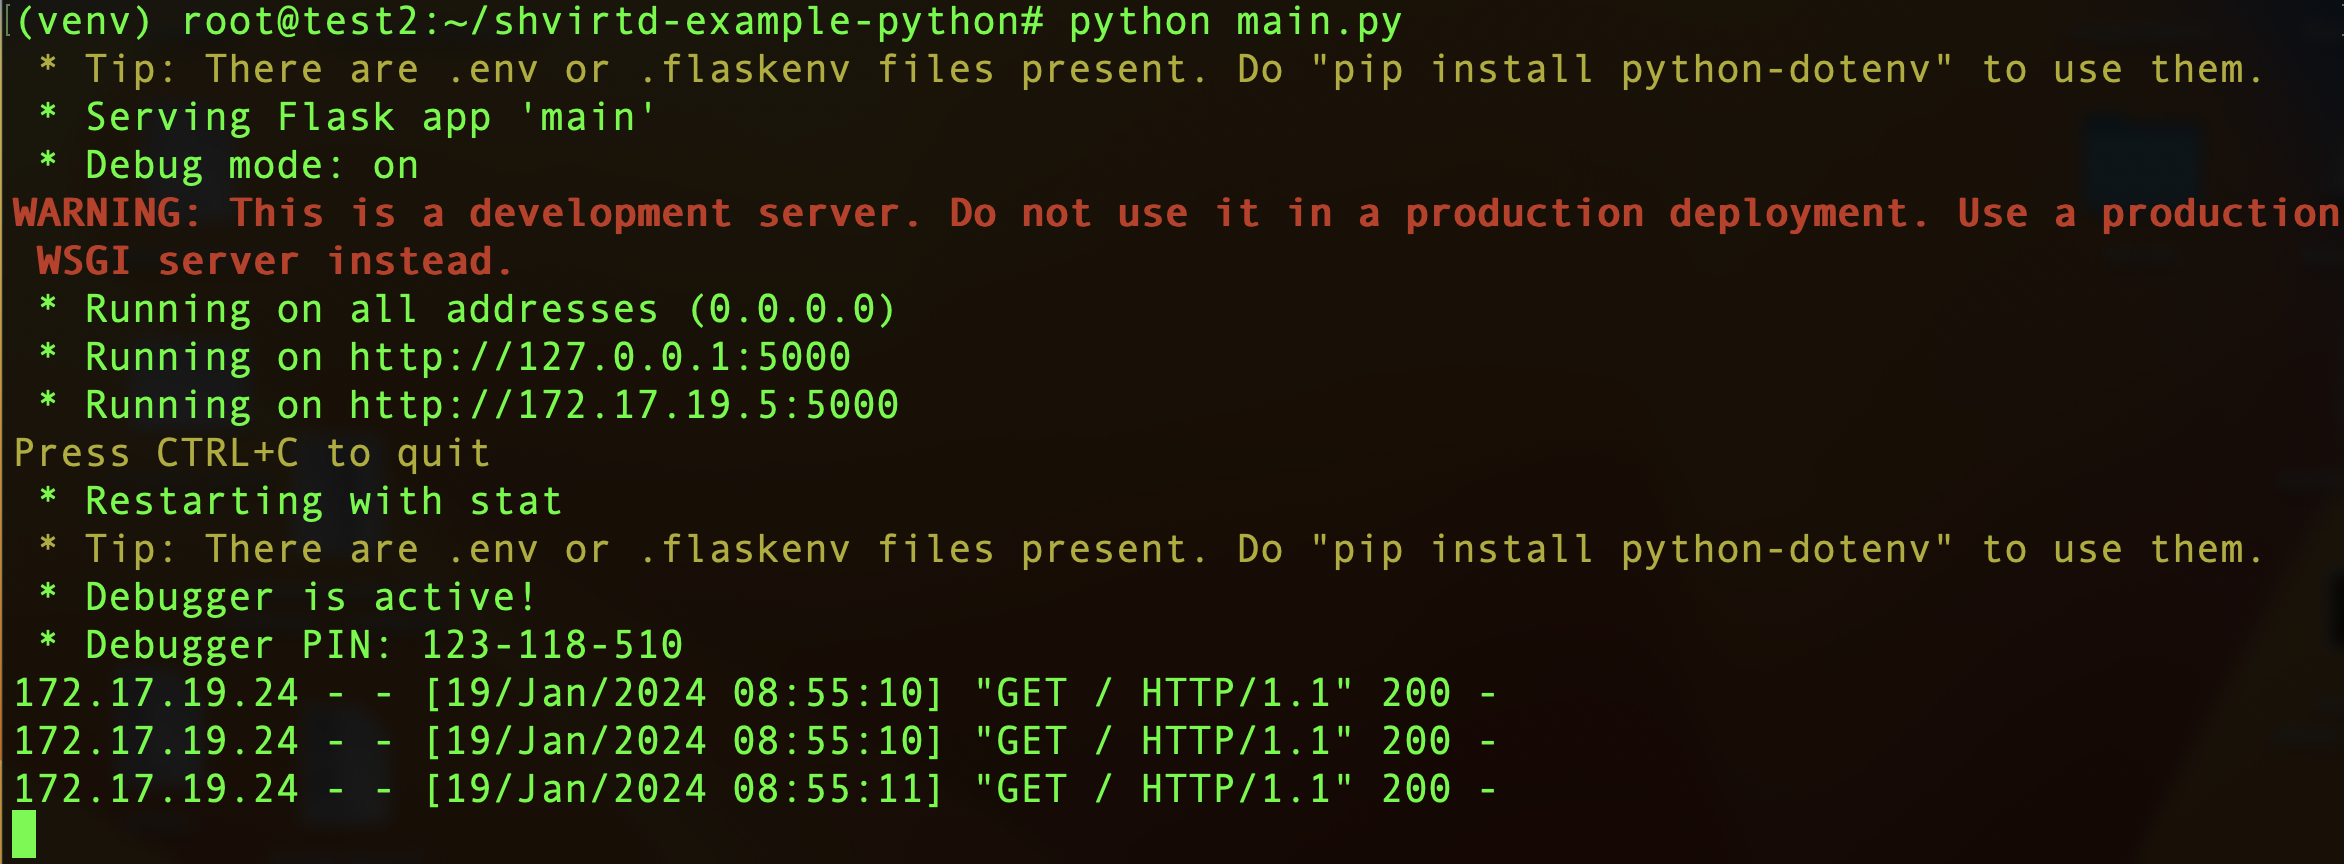 (venv) root@test2:~/shvirtd-example-python# python main.py
 * Tip: There are .env or .flaskenv files present. Do "pip install python-dotenv" to use them.
 * Serving Flask app 'main'
 * Debug mode: on
WARNING: This is a development server. Do not use it in a production deployment. Use a production
 WSGI server instead.
 * Running on all addresses (0.0.0.0)
 * Running on http://127.0.0.1:5000
 * Running on http://172.17.19.5:5000
Press CTRL+C to quit
 * Restarting with stat
 * Tip: There are .env or .flaskenv files present. Do "pip install python-dotenv" to use them.
 * Debugger is active!
 * Debugger PIN: 123-118-510
172.17.19.24 - - [19/Jan/2024 08:55:10] "GET / HTTP/1.1" 200 -
172.17.19.24 - - [19/Jan/2024 08:55:10] "GET / HTTP/1.1" 200 -
172.17.19.24 - - [19/Jan/2024 08:55:11] "GET / HTTP/1.1" 200 -